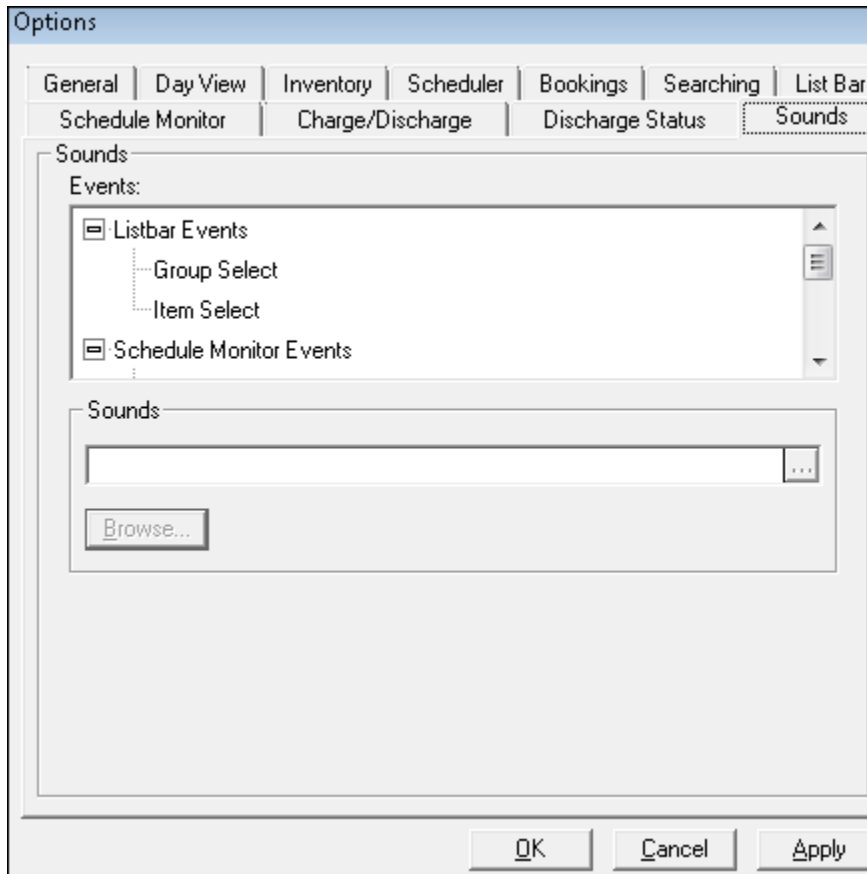 Options
General Day View Inventory Scheduler Bookings Searching List Bar
Schedule Monitor Charge/Discharge Discharge Status Sounds
Sounds
Events:
Listbar Events
Group Select
Item Select
Schedule Monitor Events
Sounds
...
Browse...
OK Cancel Apply